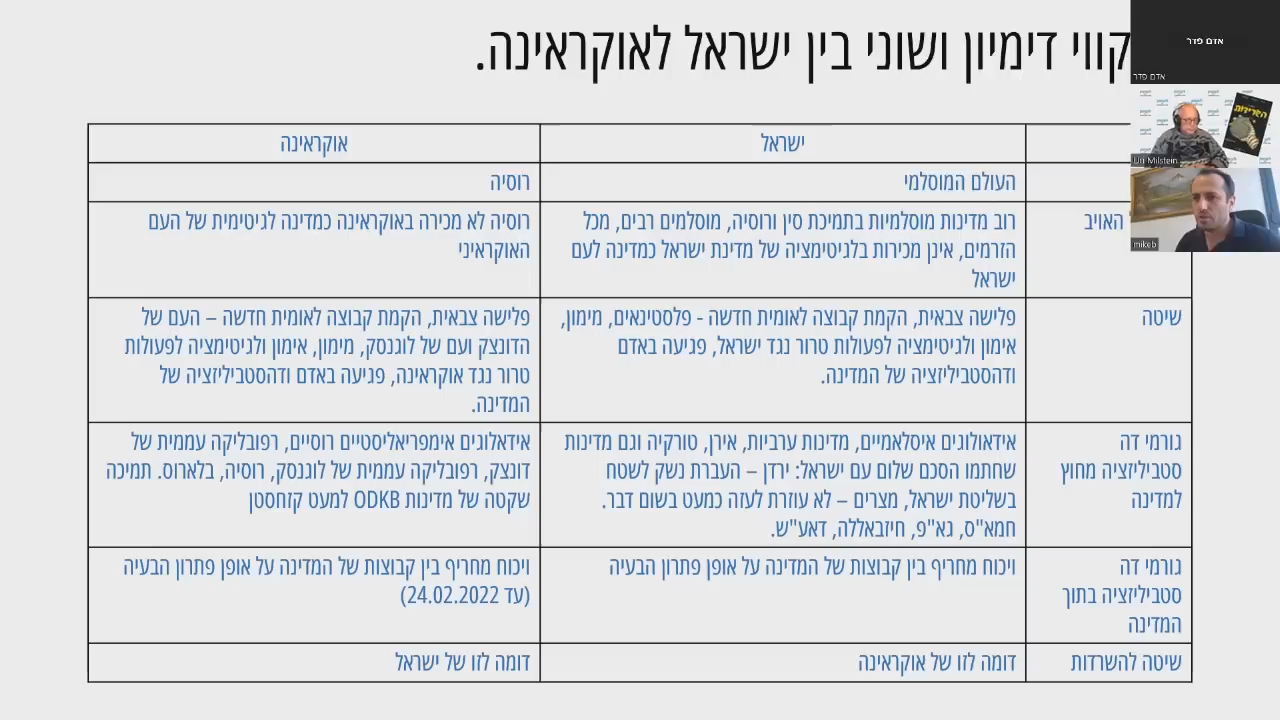 קווי דימיון ושוני בין ישראל לאוקראינה.
ישראל
אוקראינה
העולם המוסלמי
רוסיה
האויב
רוב מדינות מוסלמיות בתמיכת סין ורוסיה, מוסלמים רבים, מכל
הזרמים, אינן מכירות בלגיטימציה של מדינת ישראל כמדינה לעם
ישראל
רוסיה לא מכירה באוקראינה כמדינה לגיטימית של העם
האוקראיני
שיטה
פלישה צבאית, הקמת קבוצה לאומית חדשה - פלסטינאים, מימון,
אימון ולגיטימציה לפעולות טרור נגד ישראל, פגיעה באדם
ודהסטביליזציה של המדינה.
פלישה צבאית, הקמת קבוצה לאומית חדשה – העם של
הדונצק ועם של לוגנסק, מימון, אימון ולגיטימציה לפעולות
טרור נגד אוקראינה, פגיעה באדם ודהסטביליזציה של
המדינה.
גורמי דה
סטביליזציה מחוץ
למדינה
אידאולוגים איסלאמיים, מדינות ערביות, אירן, טורקיה וגם מדינות
שחתמו הסכם שלום עם ישראל: ירדן – העברת נשק לשטח
בשליטת ישראל, מצרים – לא עוזרת לעזה כמעט בשום דבר.
חמא"ס, גא"פ, חיזבאללה, דאע"ש.
אידאלוגים אימפריאליסטיים רוסיים, רפובליקה עממית של
דונצק, רפובליקה עממית של לוגנסק, רוסיה, בלארוס. תמיכה
שקטה של מדינות ODKB למעט קזחסטן
גורמי דה
סטביליזציה בתוך
המדינה
ויכוח מחריף בין קבוצות של המדינה על אופן פתרון הבעיה
ויכוח מחריף בין קבוצות של המדינה על אופן פתרון הבעיה
(עד 24.02.2022)
שיטה להשרדות
דומה לזו של אוקראינה
דומה לזו של ישראל
אדם פדר
אדם פדר
השרידות
Uri Milstein
mikeb